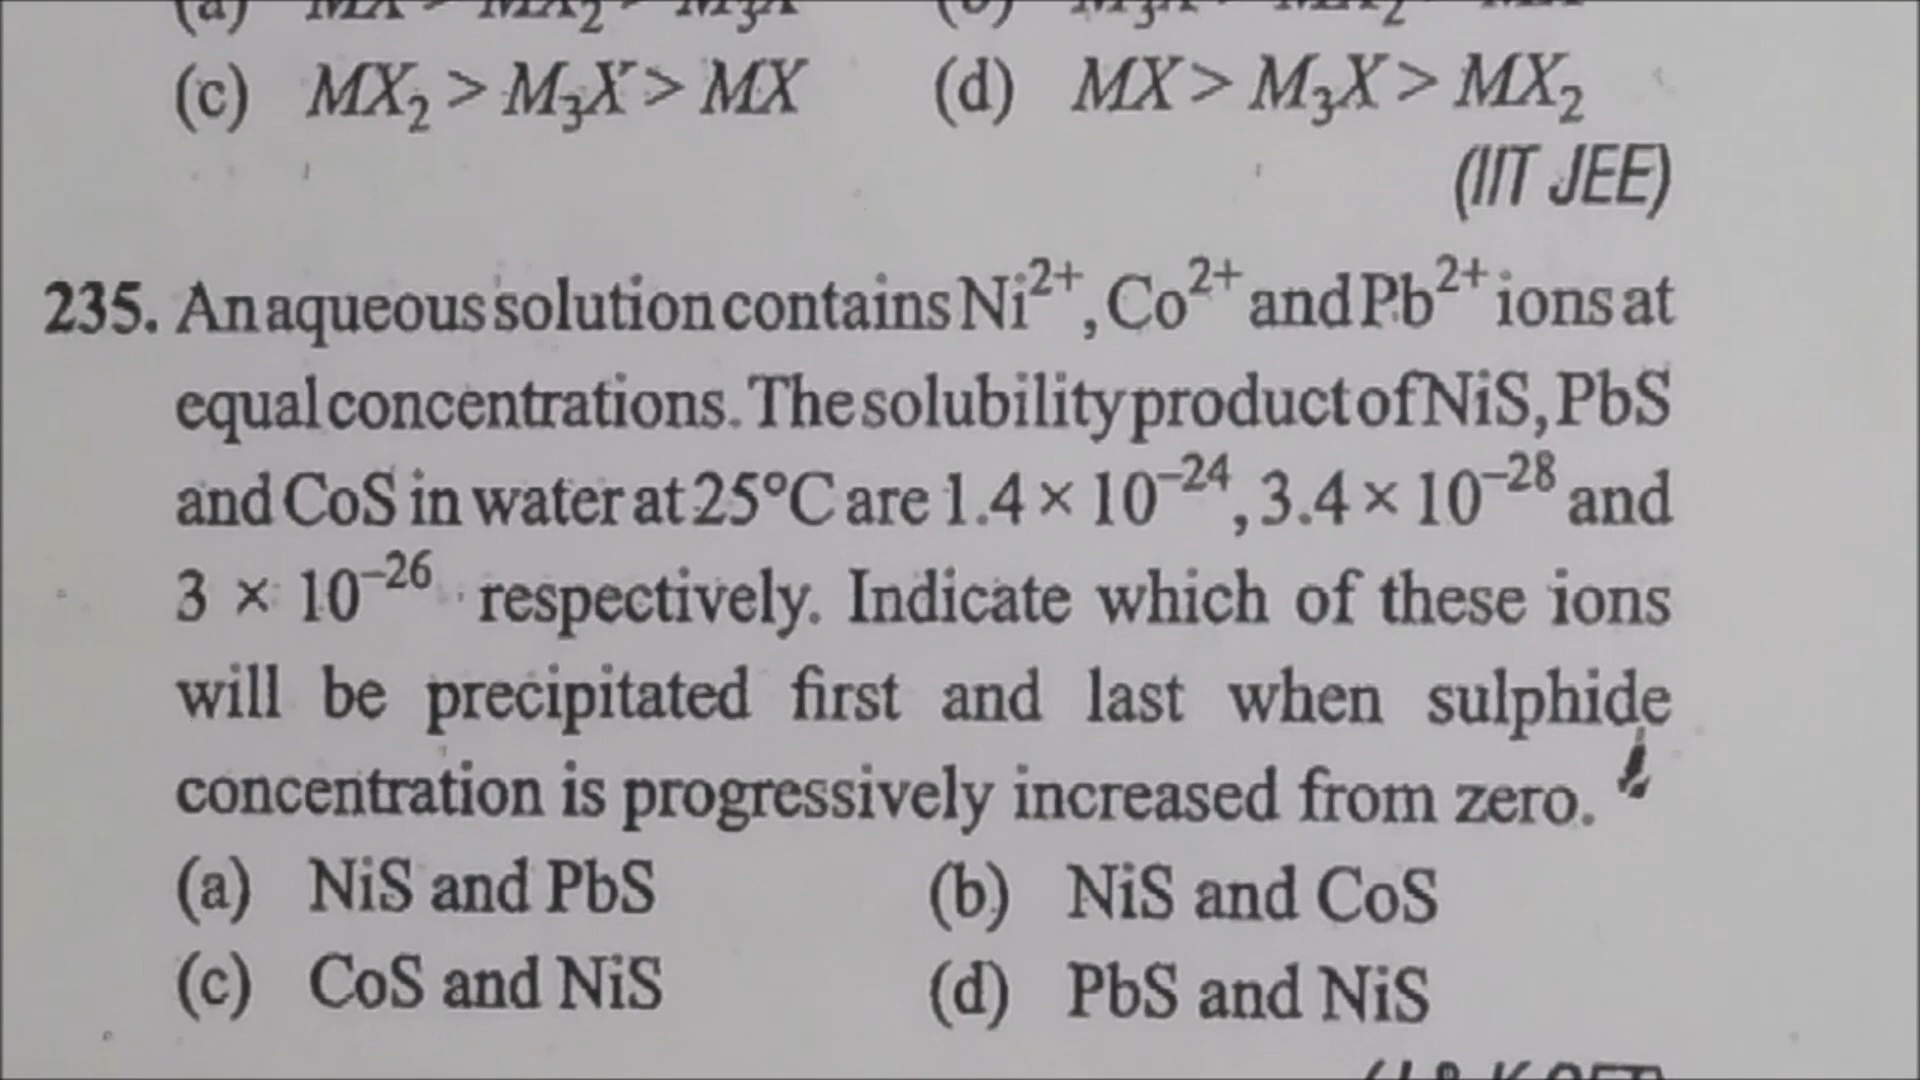 (c) MX₂ > M₃X > MX (d) MX > M₃X > MX₂
(IIT JEE)
235. An aqueous solution contains Ni²⁺, Co²⁺ and Pb²⁺ ions at
equal concentrations. The solubility product of NiS, PbS
and CoS in water at 25°C are 1.4 × 10⁻²⁴, 3.4 × 10⁻²⁸ and
3 × 10⁻²⁶ respectively. Indicate which of these ions
will be precipitated first and last when sulphide
concentration is progressively increased from zero.
(a) NiS and PbS (b) NiS and CoS
(c) CoS and NiS (d) PbS and NiS